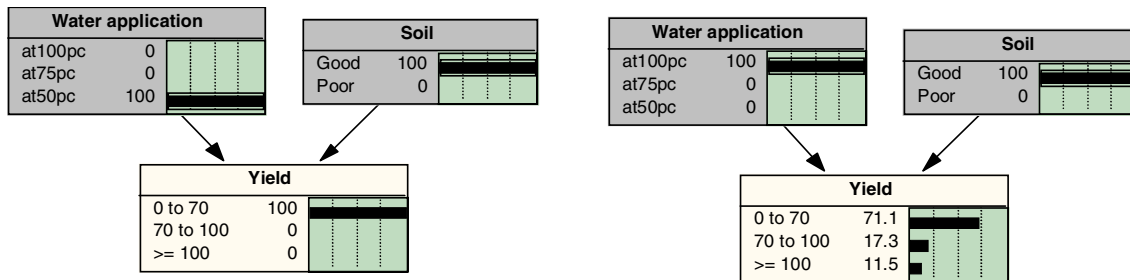 Water application
at100pc 0
at75pc 0
at50pc 100
Soil
Good 100
Poor 0
Yield
0 to 70 100
70 to 100 0
>= 100 0
Water application
at100pc 100
at75pc 0
at50pc 0
Soil
Good 100
Poor 0
Yield
0 to 70 71.1
70 to 100 17.3
>= 100 11.5